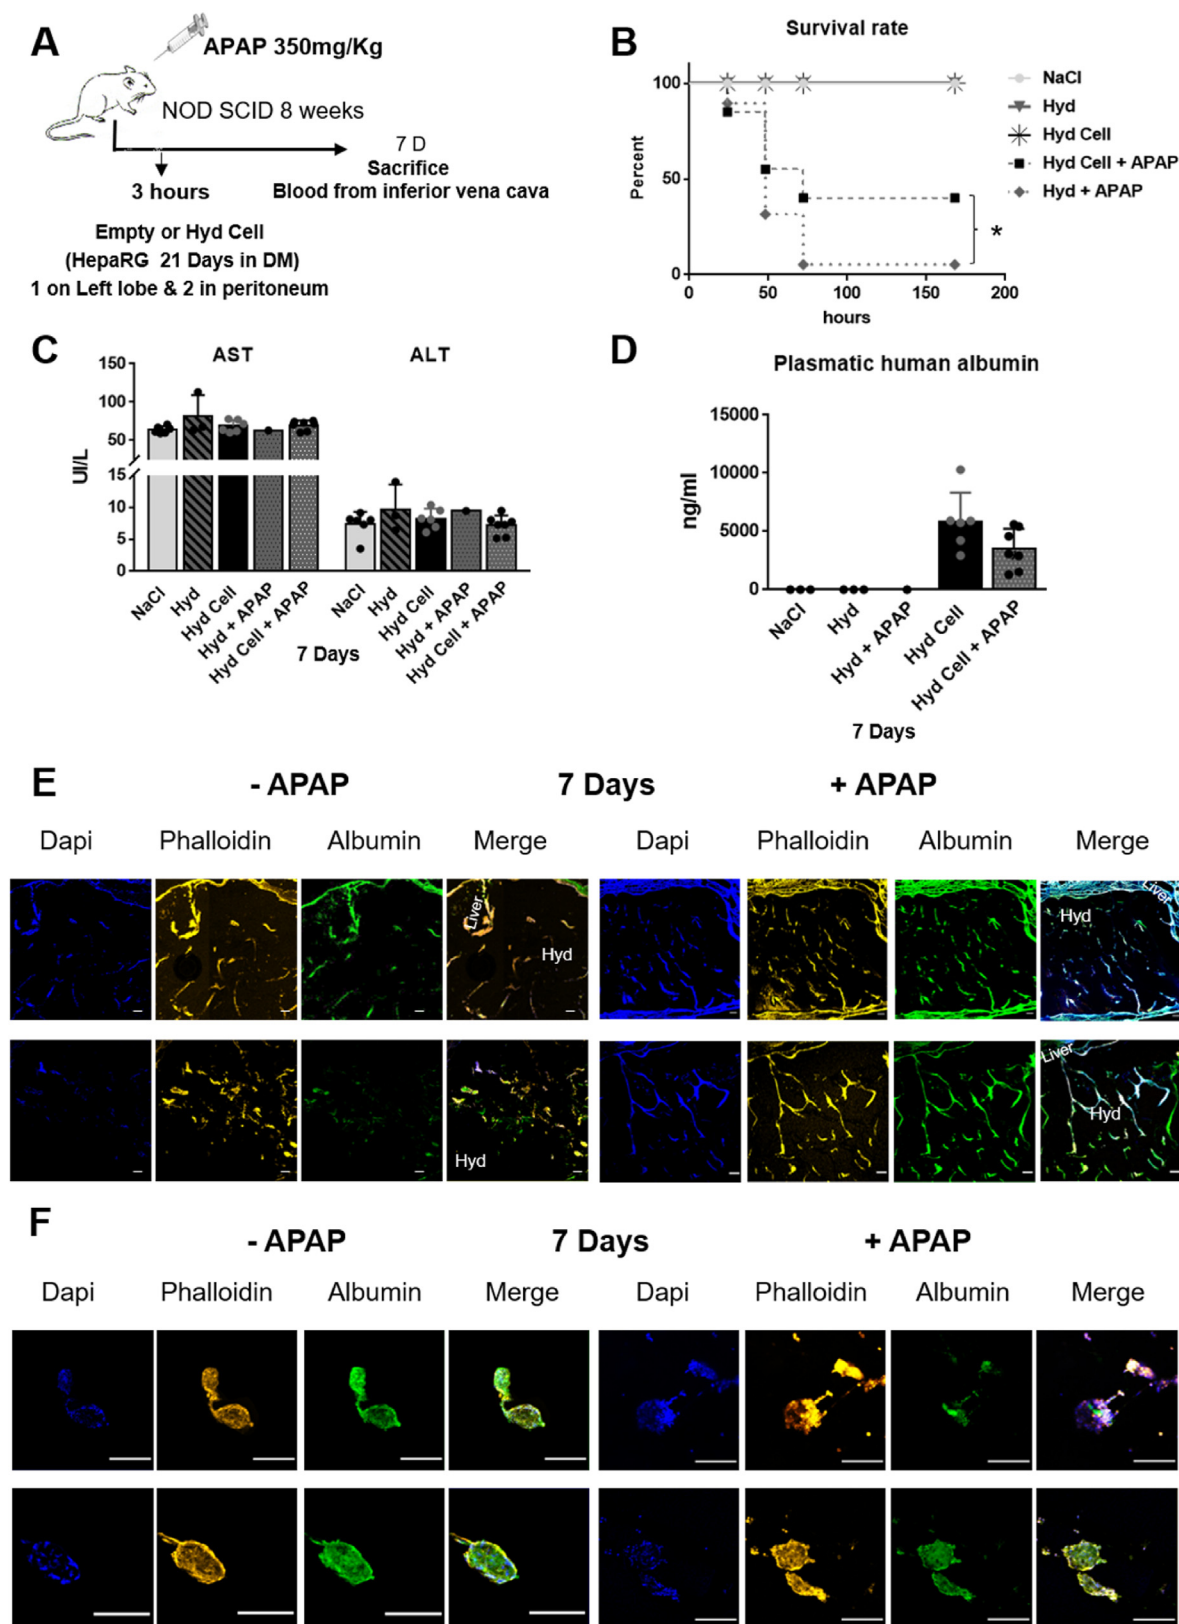 A
APAP 350mg/Kg
NOD SCID 8 weeks
7 D
Sacrifice
Blood from inferior vena cava
3 hours
Empty or Hyd Cell
(HepaRG 21 Days in DM)
1 on Left lobe & 2 in peritoneum
B
Survival rate
Percent
100
50
0
0
50
100
150
200
hours
NaCl
Hyd
Hyd Cell
Hyd Cell + APAP
Hyd + APAP
*
C
AST
ALT
UI/L
150
100
50
15
10
5
0
NaCl
Hyd
Hyd Cell
Hyd + APAP
Hyd Cell + APAP
NaCl
Hyd
Hyd Cell
Hyd + APAP
Hyd Cell + APAP
7 Days
D
Plasmatic human albumin
ng/ml
15000
10000
5000
0
NaCl
Hyd
Hyd + APAP
Hyd Cell
Hyd Cell + APAP
7 Days
E
- APAP
7 Days
+ APAP
Dapi
Phalloidin
Albumin
Merge
Dapi
Phalloidin
Albumin
Merge
Liver
Hyd
Hyd
Liver
Hyd
Liver
Hyd
F
- APAP
7 Days
+ APAP
Dapi
Phalloidin
Albumin
Merge
Dapi
Phalloidin
Albumin
Merge